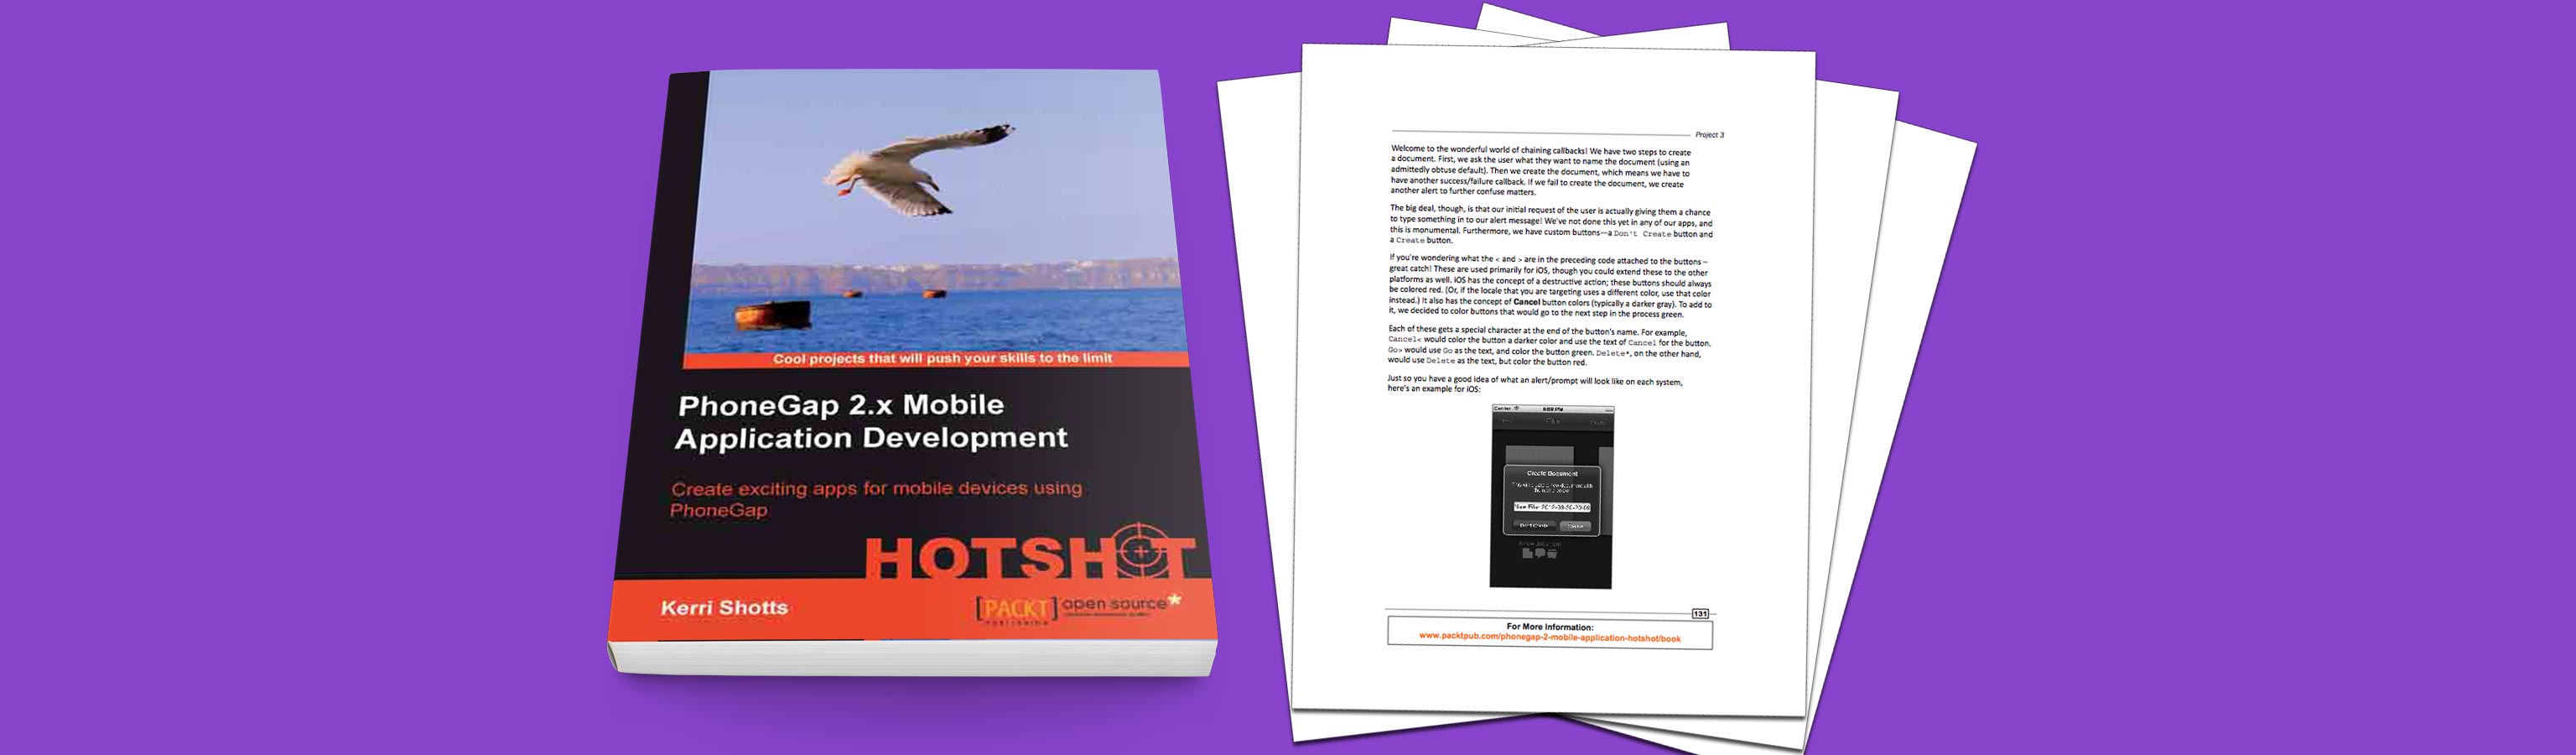 Cool projects that will push your skills to the limit
PhoneGap 2.x Mobile
Application Development
Create exciting apps for mobile devices using
PhoneGap
HOTSHOT
Kerri Shotts
[PACKT] open source*
PUBLISHING
Project 3
Welcome to the wonderful world of chaining callbacks! We have two steps to create
a document. First, we ask the user what they want to name the document (using an
admittedly obtuse default). Then we create the document, which means we have to
have another success/failure callback. If we fail to create the document, we create
another alert to further confuse matters.
The big deal, though, is that our initial request of the user is actually giving them a chance
to type something in to our alert message! We've not done this yet in any of our apps, and
this is monumental. Furthermore, we have custom buttons—a Don't Create button and
a Create button.
If you're wondering what the < and > are in the preceding code attached to the buttons –
great catch! These are used primarily for iOS, though you could extend these to the other
platforms as well. iOS has the concept of a destructive action; these buttons should always
be colored red. (Or, if the locale that you are targeting uses a different color, use that color
instead.) It also has the concept of Cancel button colors (typically a darker gray). To add to
it, we decided to color buttons that would go to the next step in the process green.
Each of these gets a special character at the end of the button's name. For example,
Cancel< would color the button a darker color and use the text of Cancel for the button.
Go> would use Go as the text, and color the button green. Delete*, on the other hand,
would use Delete as the text, but color the button red.
Just so you have a good idea of what an alert/prompt will look like on each system,
here's an example for iOS:
Carrier
Create Document
131
For More Information:
www.packtpub.com/phonegap-2-mobile-application-hotshot/book